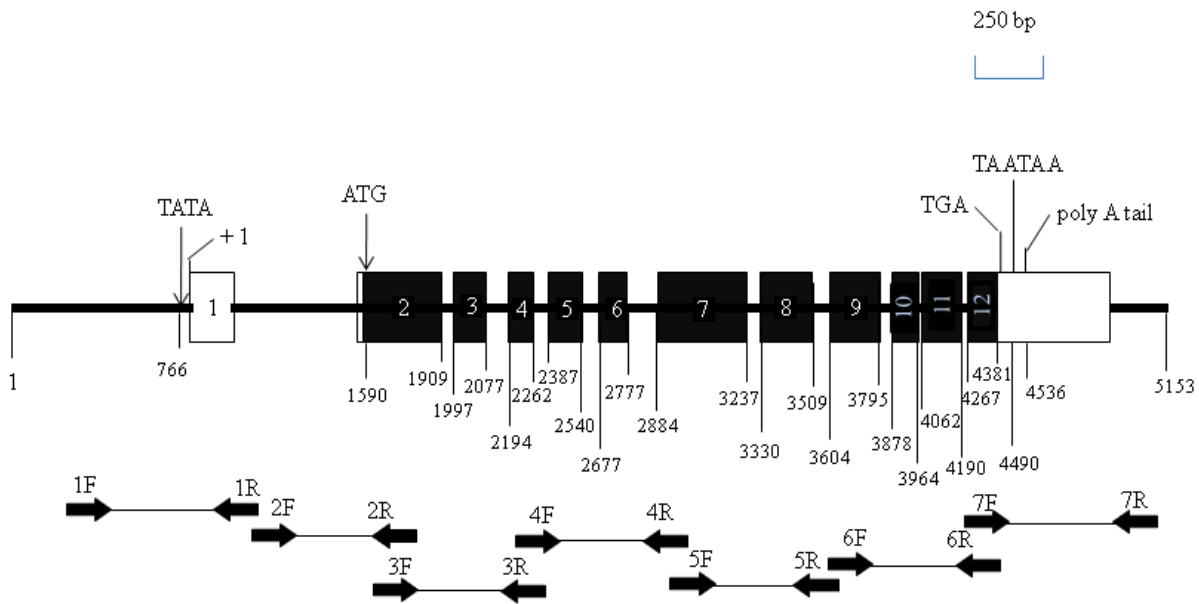 250 bp
TAATAA
ATG
TGA
poly A tail
TATA
+ 1
1 2 3 4 5 6 7 8 9 10 11 12
1 766 1590 1909 1997 2077 2194 2262 2387 2540 2677 2777 2884 3237 3330 3509 3604 3795 3878 3964 4062 4190 4267 4381 4490 4536 5153
1F 1R 2F 2R 3F 3R 4F 4R 5F 5R 6F 6R 7F 7R